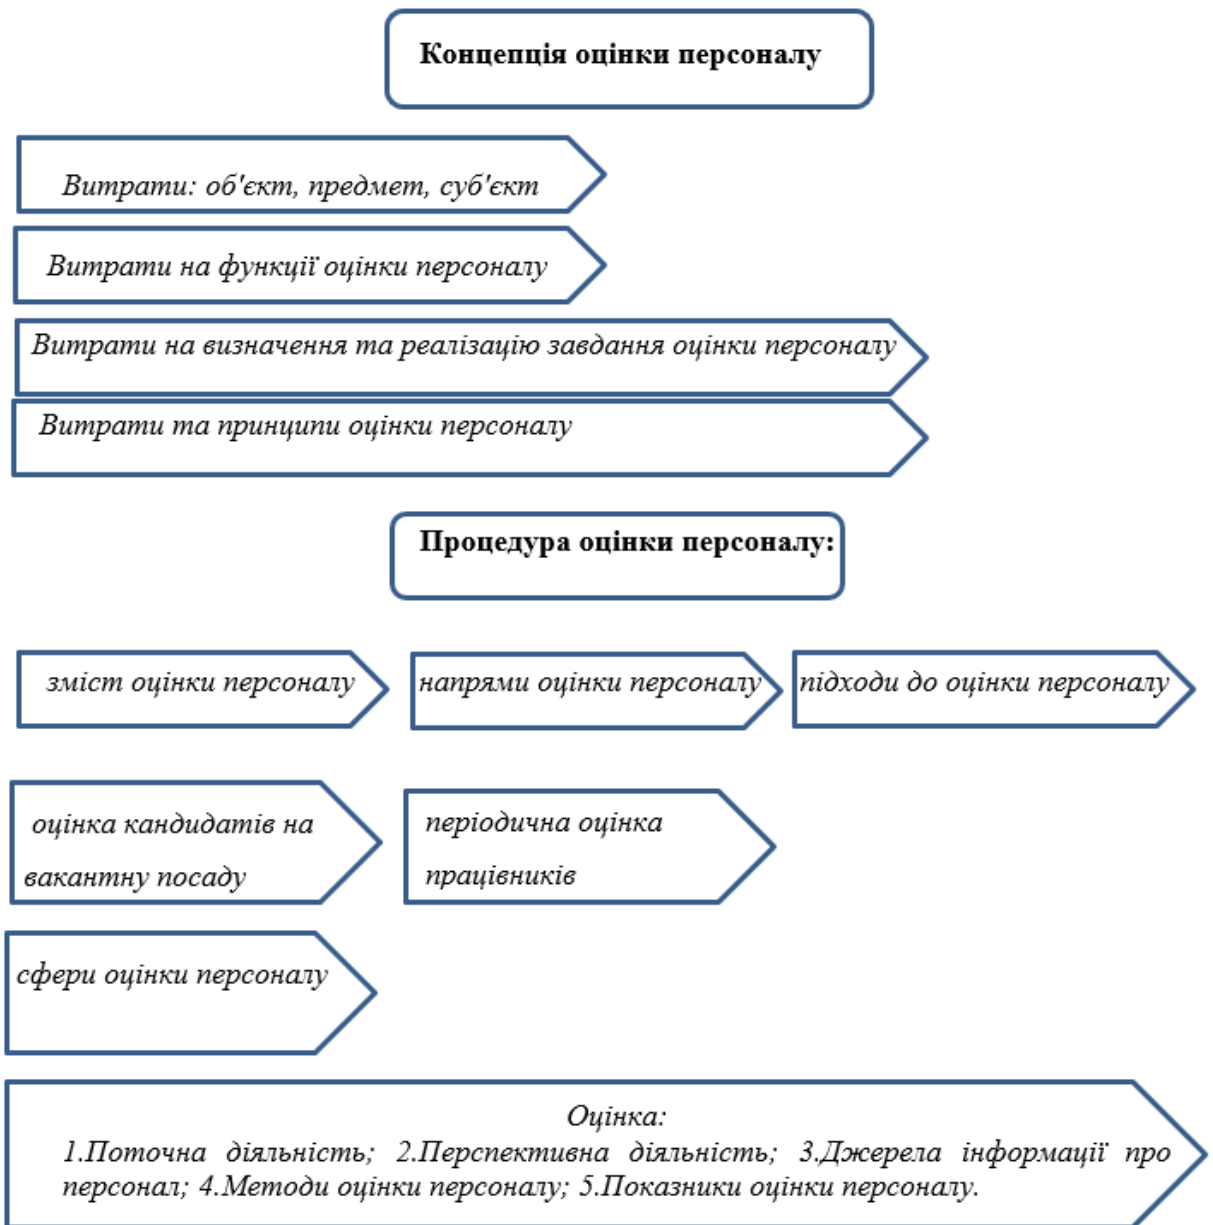 Концепція оцінки персоналу
Витрати: об'єкт, предмет, суб'єкт
Витрати на функції оцінки персоналу
Витрати на визначення та реалізацію завдання оцінки персоналу
Витрати та принципи оцінки персоналу
Процедура оцінки персоналу:
зміст оцінки персоналу
напрями оцінки персоналу
підходи до оцінки персоналу
оцінка кандидатів на
вакантну посаду
періодична оцінка
працівників
сфери оцінки персоналу
Оцінка:
1.Поточна діяльність; 2.Перспективна діяльність; 3.Джерела інформації про
персонал; 4.Методи оцінки персоналу; 5.Показники оцінки персоналу.